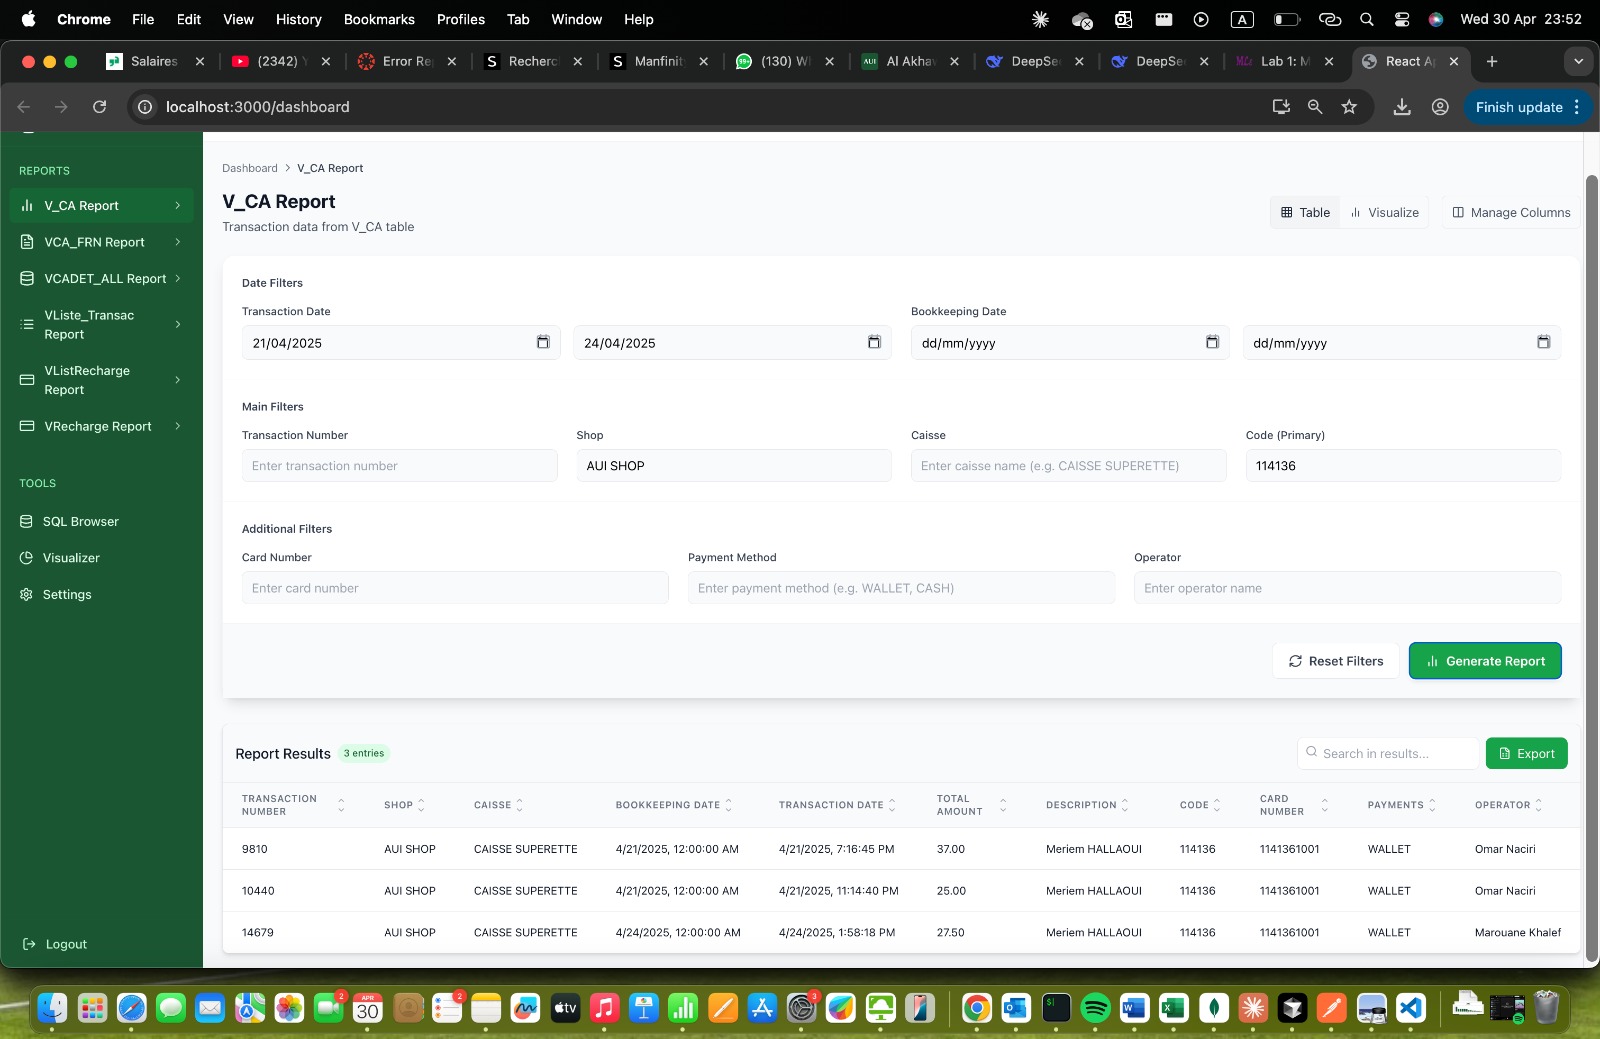 Chrome File Edit View History Bookmarks Profiles Tab Window Help A Wed 30 Apr 23:52
Salaires (2342) Y Error Re Recherc Manfinit (130) W AUI Al Akha DeepSe DeepSe Lab 1: M React A
localhost:3000/dashboard Finish update
REPORTS
V_CA Report
VCA_FRN Report
VCADET_ALL Report
VListe_Transac
Report
VListRecharge
Report
VRecharge Report
TOOLS
SQL Browser
Visualizer
Settings
Logout
Dashboard > V_CA Report
V_CA Report
Transaction data from V_CA table
Table Visualize Manage Columns
Date Filters
Transaction Date Bookkeeping Date
21/04/2025 24/04/2025 dd/mm/yyyy dd/mm/yyyy
Main Filters
Transaction Number Shop Caisse Code (Primary)
Enter transaction number AUI SHOP Enter caisse name (e.g. CAISSE SUPERETTE) 114136
Additional Filters
Card Number Payment Method Operator
Enter card number Enter payment method (e.g. WALLET, CASH) Enter operator name
Reset Filters Generate Report
Report Results 3 entries Search in results... Export
TRANSACTION NUMBER SHOP CAISSE BOOKKEEPING DATE TRANSACTION DATE TOTAL AMOUNT DESCRIPTION CODE CARD NUMBER PAYMENTS OPERATOR
9810 AUI SHOP CAISSE SUPERETTE 4/21/2025, 12:00:00 AM 4/21/2025, 7:16:45 PM 37.00 Meriem HALLAOUI 114136 1141361001 WALLET Omar Naciri
10440 AUI SHOP CAISSE SUPERETTE 4/21/2025, 12:00:00 AM 4/21/2025, 11:14:40 PM 25.00 Meriem HALLAOUI 114136 1141361001 WALLET Omar Naciri
14679 AUI SHOP CAISSE SUPERETTE 4/24/2025, 12:00:00 AM 4/24/2025, 1:58:18 PM 27.50 Meriem HALLAOUI 114136 1141361001 WALLET Marouane Khalef
2 APR 30 2 tv 3